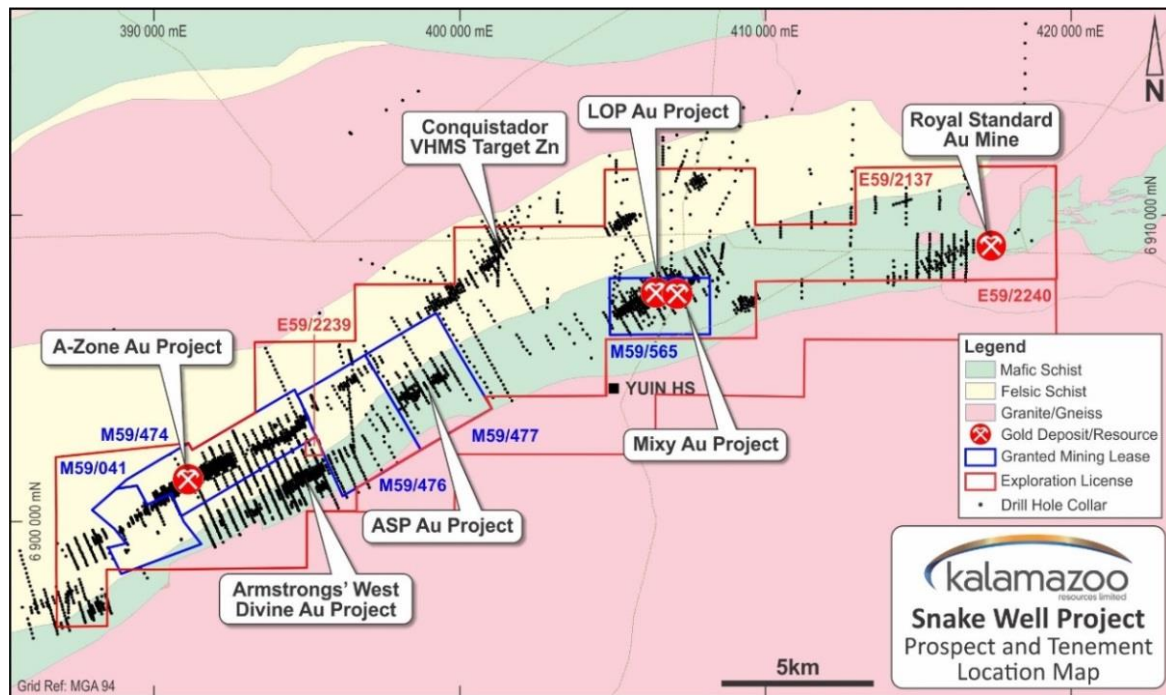 390 000 mE
400 000 mE
410 000 mE
420 000 mE
N
LOP Au Project
Royal Standard
Au Mine
Conquistador
VHMS Target Zn
E59/2137
6 910 000 mN
E59/2239
E59/2240
A-Zone Au Project
M59/565
YUIN HS
Mixy Au Project
M59/474
M59/041
M59/477
M59/476
ASP Au Project
6 900 000 mN
Armstrongs' West
Divine Au Project
Legend
Mafic Schist
Felsic Schist
Granite/Gneiss
Gold Deposit/Resource
Granted Mining Lease
Exploration License
Drill Hole Collar
kalamazoo
resources limited
Snake Well Project
Prospect and Tenement
Location Map
5km
Grid Ref: MGA 94